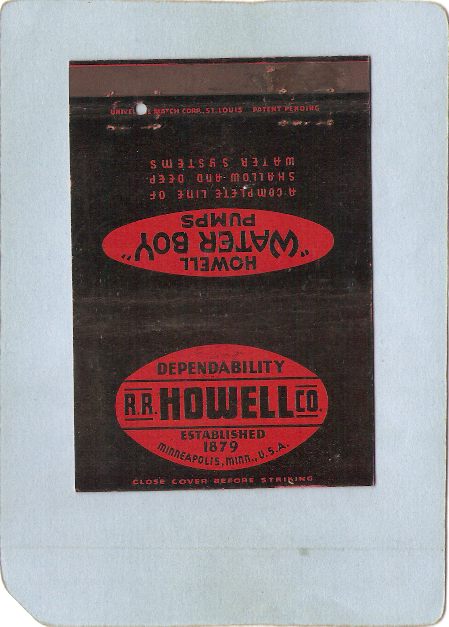 UNIVERSAL MATCH CORP., ST. LOUIS PATENT PENDING
HOWELL
"WATER BOY"
PUMPS
A COMPLETE LINE OF
SHALLOW AND DEEP
WATER SYSTEMS
DEPENDABILITY
R.R. HOWELL CO.
ESTABLISHED
1879
MINNEAPOLIS, MINN., U.S.A.
CLOSE COVER BEFORE STRIKING